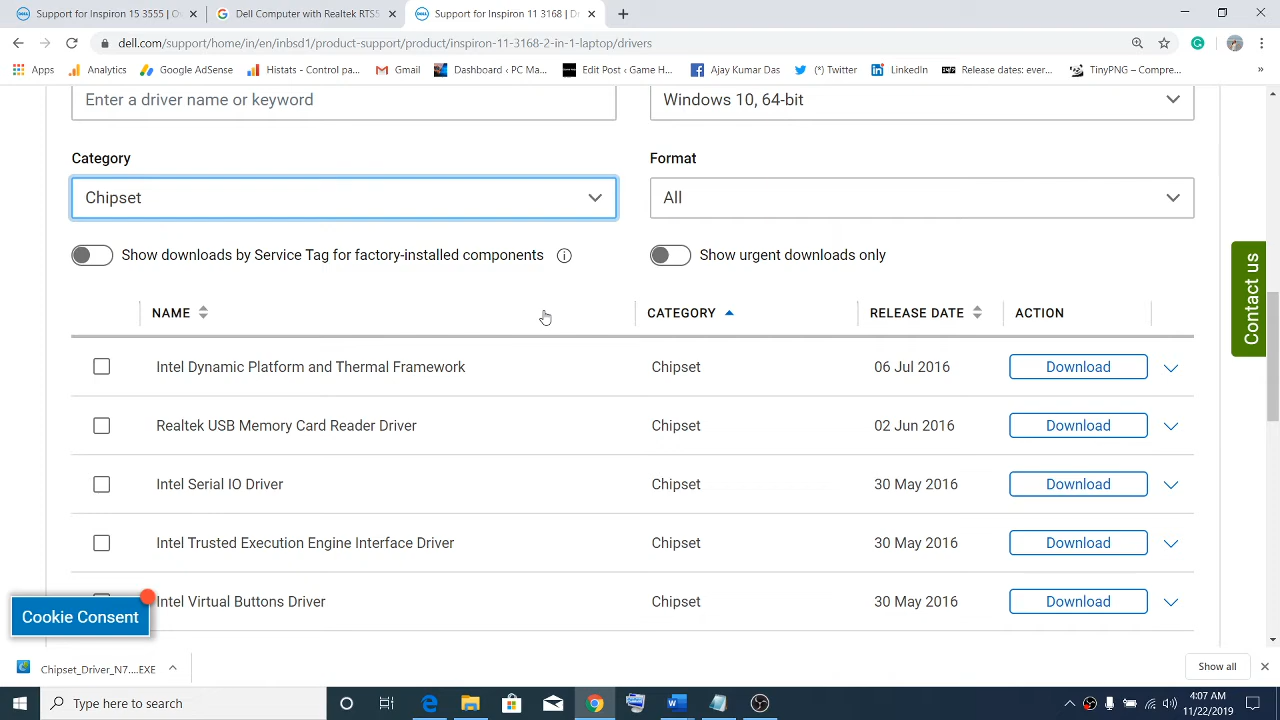 Support for Inspiron 15 3555 | O
Dell Computer with Realtek RTS5
Support for Inspiron 11 3168 | D
dell.com/support/home/in/en/inbsd1/product-support/product/inspiron-11-3168-2-in-1-laptop/drivers
Apps
Analytics
Google AdSense
Histats - Control pa...
Gmail
Dashboard ‹ PC Ma...
Edit Post ‹ Game H...
Ajay Kumar Das
(*) Twitter
LinkedIn
Release dates: ever...
TinyPNG – Compre...
Enter a driver name or keyword
Windows 10, 64-bit
Category
Format
Chipset
All
Show downloads by Service Tag for factory-installed components
Show urgent downloads only
Contact us
NAME CATEGORY RELEASE DATE ACTION
Intel Dynamic Platform and Thermal Framework Chipset 06 Jul 2016 Download
Realtek USB Memory Card Reader Driver Chipset 02 Jun 2016 Download
Intel Serial IO Driver Chipset 30 May 2016 Download
Intel Trusted Execution Engine Interface Driver Chipset 30 May 2016 Download
Intel Virtual Buttons Driver Chipset 30 May 2016 Download
Cookie Consent
Chipset_Driver_N7....EXE
Show all
Type here to search
4:07 AM
11/22/2019